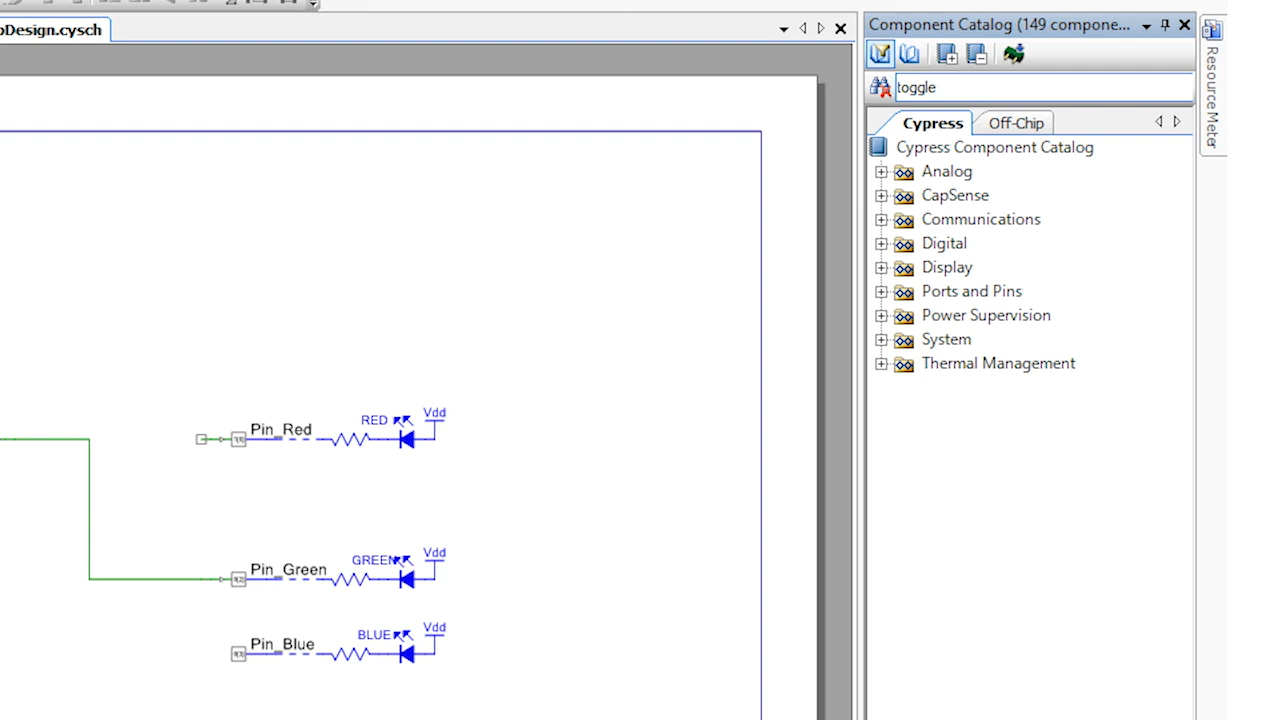 oDesign.cysch
Component Catalog (149 compone...
toggle
Cypress
Off-Chip
Cypress Component Catalog
Analog
CapSense
Communications
Digital
Display
Ports and Pins
Power Supervision
System
Thermal Management
Resource Meter
Pin_Red
RED
Vdd
Pin_Green
GREEN
Vdd
Pin_Blue
BLUE
Vdd